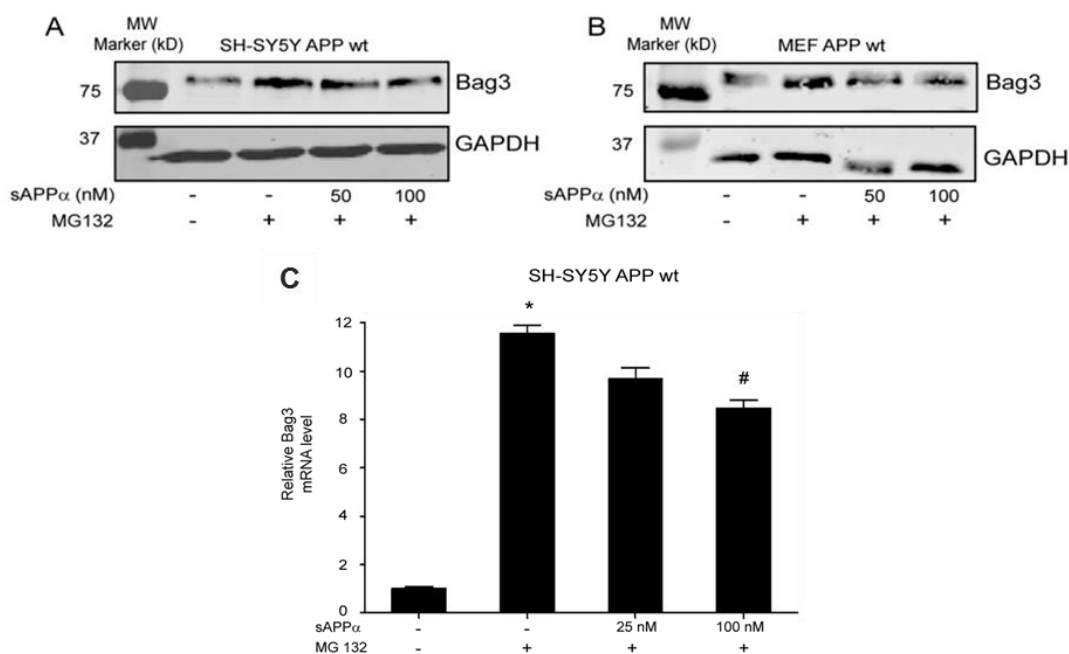 A
MW
Marker (kD)
SH-SY5Y APP wt
75
Bag3
37
GAPDH
sAPPα (nM) - - 50 100
MG132 - + + +
B
MW
Marker (kD)
MEF APP wt
75
Bag3
37
GAPDH
sAPPα (nM) - - 50 100
MG132 - + + +
C
SH-SY5Y APP wt
*
#
Relative Bag3
mRNA level
12
10
8
6
4
2
0
sAPPα - - 25 nM 100 nM
MG 132 - + + +